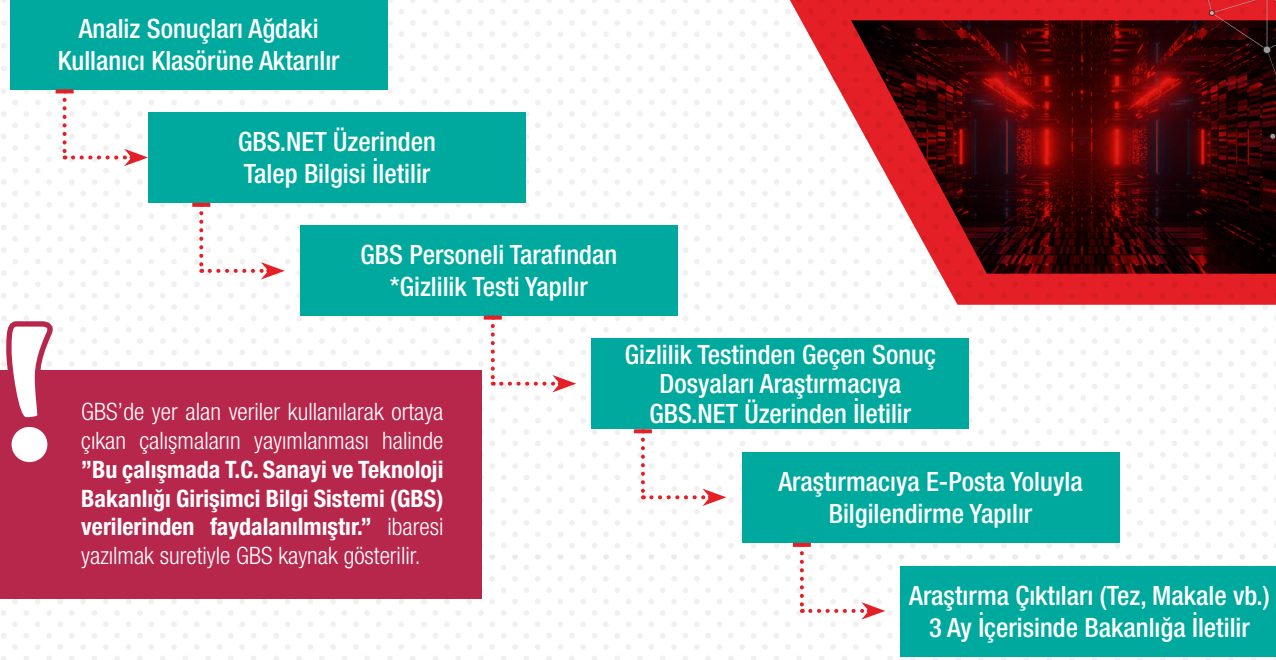 Analiz Sonuçları Ağdaki
Kullanıcı Klasörüne Aktarılır
GBS.NET Üzerinden
Talep Bilgisi İletilir
GBS Personeli Tarafından
*Gizlilik Testi Yapılır
Gizlilik Testinden Geçen Sonuç
Dosyaları Araştırmacıya
GBS.NET Üzerinden İletilir
Araştırmacıya E-Posta Yoluyla
Bilgilendirme Yapılır
Araştırma Çıktıları (Tez, Makale vb.)
3 Ay İçerisinde Bakanlığa İletilir
!
GBS’de yer alan veriler kullanılarak ortaya
çıkan çalışmaların yayımlanması halinde
”Bu çalışmada T.C. Sanayi ve Teknoloji
Bakanlığı Girişimci Bilgi Sistemi (GBS)
verilerinden faydalanılmıştır.” ibaresi
yazılmak suretiyle GBS kaynak gösterilir.